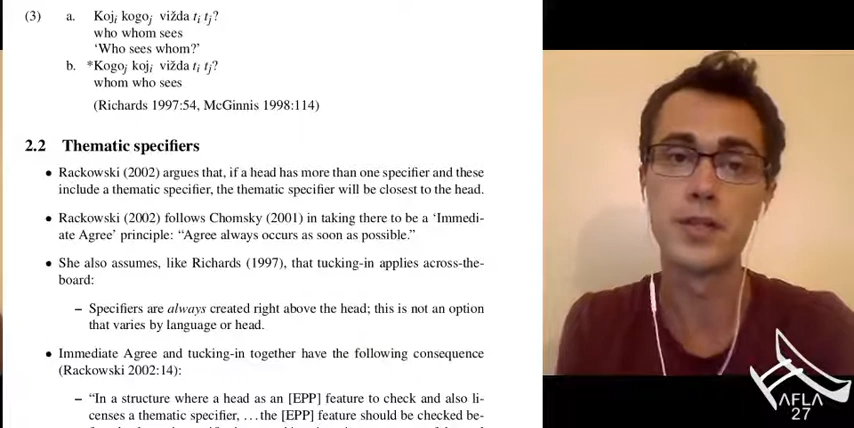 (3) a. Koj_i kogo_j vižda t_i t_j?
who whom sees
‘Who sees whom?’
b. *Kogo_j koj_i vižda t_i t_j?
whom who sees
(Richards 1997:54, McGinnis 1998:114)
2.2 Thematic specifiers
• Rackowski (2002) argues that, if a head has more than one specifier and these
include a thematic specifier, the thematic specifier will be closest to the head.
• Rackowski (2002) follows Chomsky (2001) in taking there to be a ‘Immedi-
ate Agree’ principle: “Agree always occurs as soon as possible.”
• She also assumes, like Richards (1997), that tucking-in applies across-the-
board:
– Specifiers are always created right above the head; this is not an option
that varies by language or head.
• Immediate Agree and tucking-in together have the following consequence
(Rackowski 2002:14):
– “In a structure where a head as an [EPP] feature to check and also li-
censes a thematic specifier, …the [EPP] feature should be checked be-
AFLA
27